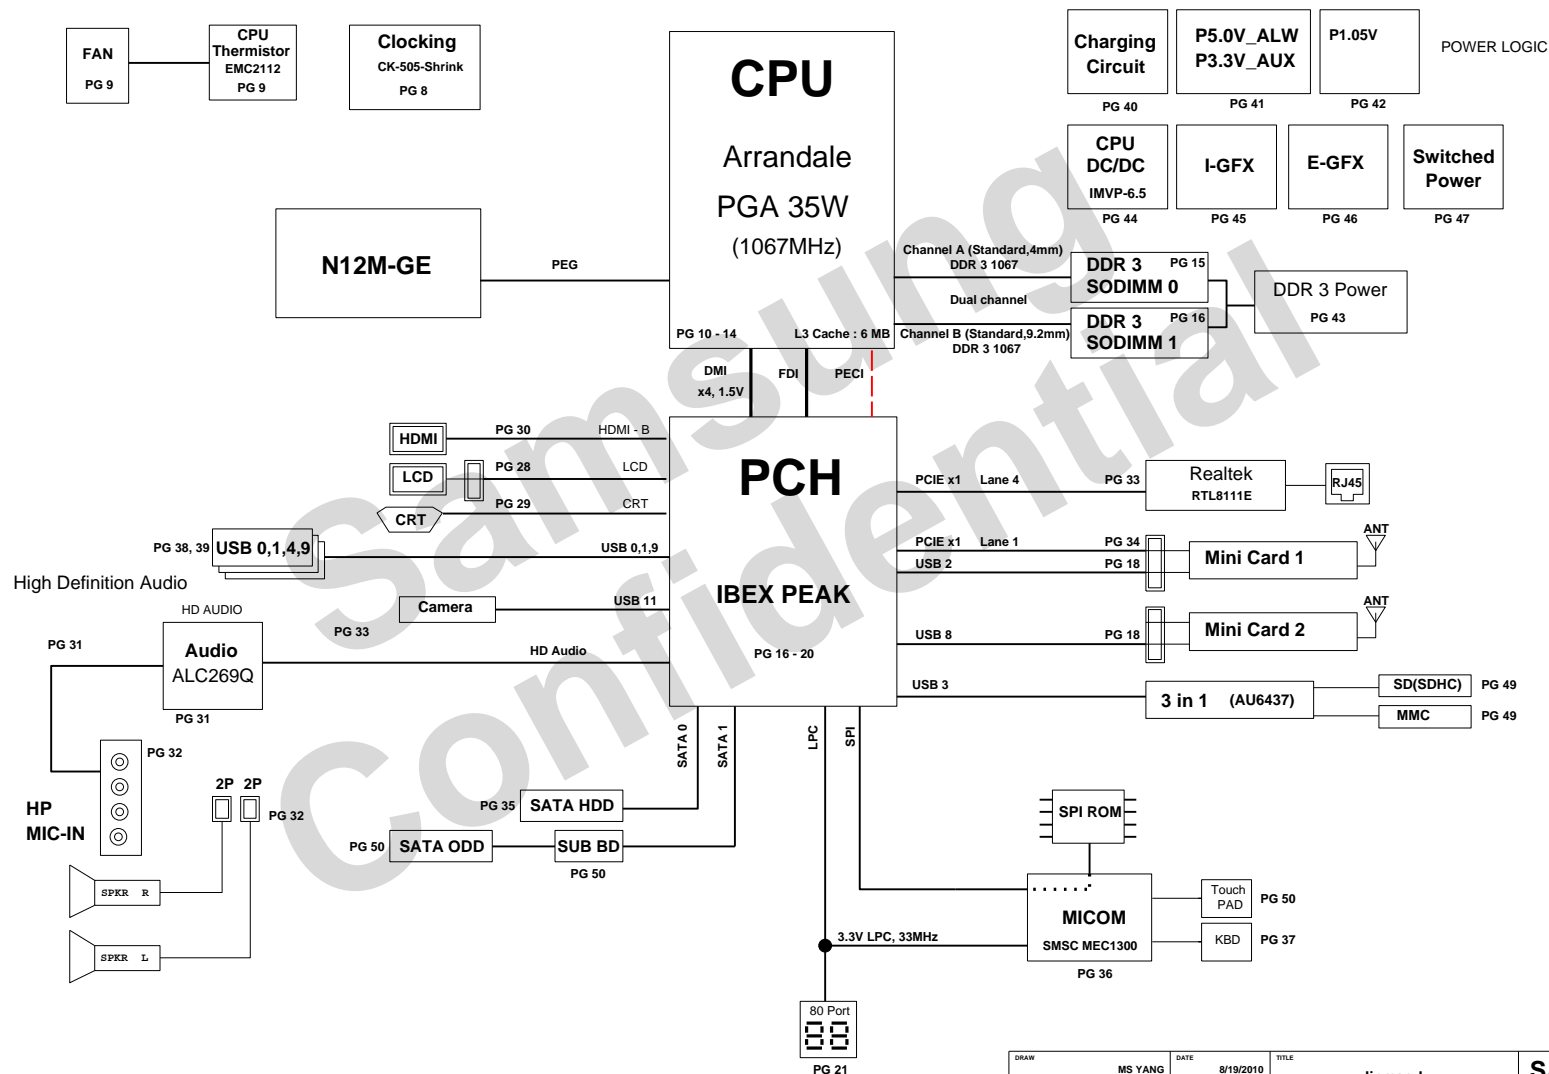 FAN
PG 9
CPU
Thermistor
EMC2112
PG 9
Clocking
CK-505-Shrink
PG 8
CPU
Arrandale
PGA 35W
(1067MHz)
PG 10 - 14
L3 Cache : 6 MB
Charging
Circuit
PG 40
P5.0V_ALW
P3.3V_AUX
PG 41
P1.05V
PG 42
POWER LOGIC
CPU
DC/DC
IMVP-6.5
PG 44
I-GFX
PG 45
E-GFX
PG 46
Switched
Power
PG 47
N12M-GE
PEG
Channel A (Standard,4mm)
DDR 3 1067
Dual channel
Channel B (Standard,9.2mm)
DDR 3 1067
DDR 3
PG 15
SODIMM 0
DDR 3
PG 16
SODIMM 1
DDR 3 Power
PG 43
DMI
x4, 1.5V
FDI
PECI
HDMI
PG 30
HDMI - B
LCD
PG 28
LCD
CRT
PG 29
CRT
PG 38, 39
USB 0,1,4,9
USB 0,1,9
High Definition Audio
Camera
USB 11
PG 33
HD AUDIO
PG 31
Audio
ALC269Q
PG 31
HD Audio
PCH
IBEX PEAK
PG 16 - 20
PCIE x1
Lane 4
PG 33
Realtek
RTL8111E
RJ45
PCIE x1
Lane 1
PG 34
USB 2
PG 18
Mini Card 1
ANT
USB 8
PG 18
Mini Card 2
ANT
USB 3
3 in 1
(AU6437)
SD(SDHC)
PG 49
MMC
PG 49
SATA 0
SATA 1
LPC
SPI
PG 32
HP
MIC-IN
2P
2P
PG 32
SPKR R
SPKR L
PG 35
SATA HDD
PG 50
SATA ODD
SUB BD
PG 50
SPI ROM
MICOM
SMSC MEC1300
PG 36
Touch
PAD
PG 50
KBD
PG 37
3.3V LPC, 33MHz
80 Port
88
PG 21
Samsung
Confidential
DRAW
MS YANG
DATE
8/19/2010
TITLE